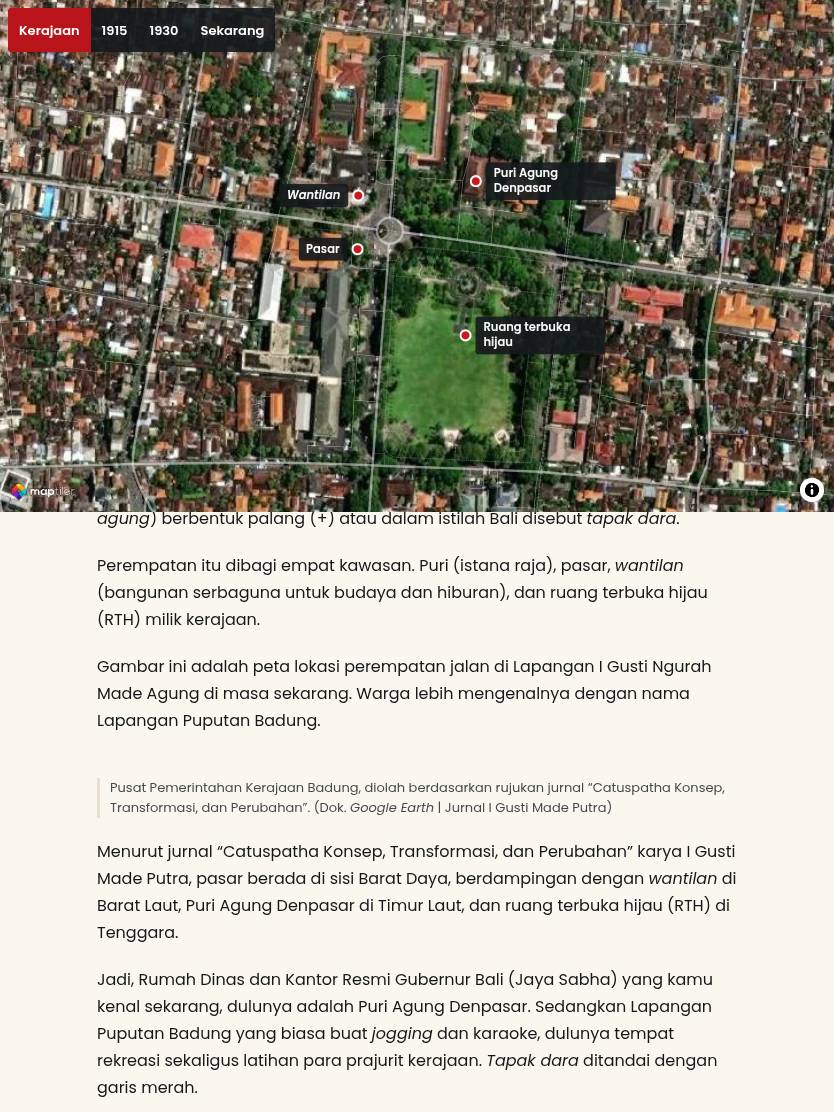 Kerajaan 1915 1930 Sekarang
Puri Agung
Denpasar
Wantilan
Pasar
Ruang terbuka
hijau
maptiler
agung) berbentuk palang (+) atau dalam istilah Bali disebut tapak dara.
Perempatan itu dibagi empat kawasan. Puri (istana raja), pasar, wantilan
(bangunan serbaguna untuk budaya dan hiburan), dan ruang terbuka hijau
(RTH) milik kerajaan.
Gambar ini adalah peta lokasi perempatan jalan di Lapangan I Gusti Ngurah
Made Agung di masa sekarang. Warga lebih mengenalnya dengan nama
Lapangan Puputan Badung.
Pusat Pemerintahan Kerajaan Badung, diolah berdasarkan rujukan jurnal “Catuspatha Konsep,
Transformasi, dan Perubahan”. (Dok. Google Earth | Jurnal I Gusti Made Putra)
Menurut jurnal “Catuspatha Konsep, Transformasi, dan Perubahan” karya I Gusti
Made Putra, pasar berada di sisi Barat Daya, berdampingan dengan wantilan di
Barat Laut, Puri Agung Denpasar di Timur Laut, dan ruang terbuka hijau (RTH) di
Tenggara.
Jadi, Rumah Dinas dan Kantor Resmi Gubernur Bali (Jaya Sabha) yang kamu
kenal sekarang, dulunya adalah Puri Agung Denpasar. Sedangkan Lapangan
Puputan Badung yang biasa buat jogging dan karaoke, dulunya tempat
rekreasi sekaligus latihan para prajurit kerajaan. Tapak dara ditandai dengan
garis merah.